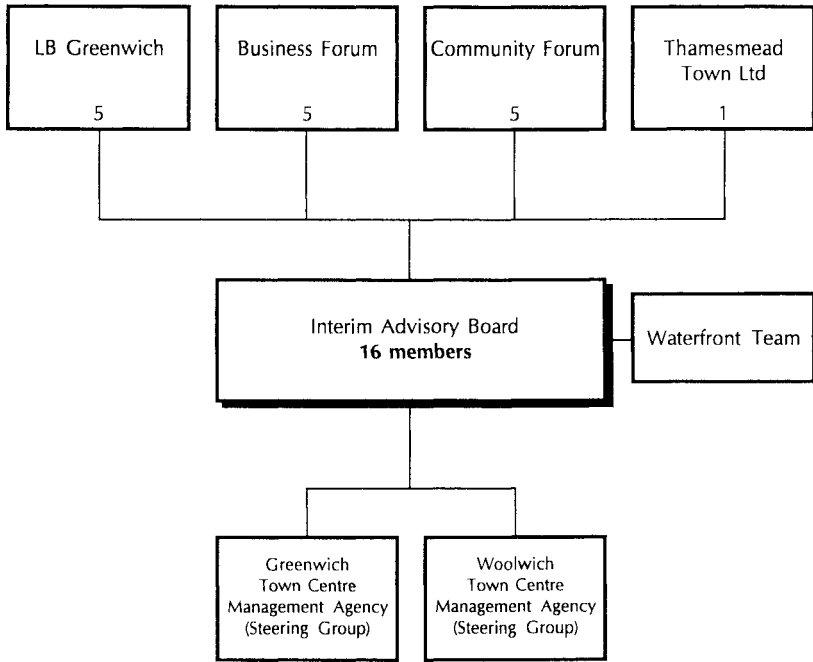 LB Greenwich
5
Business Forum
5
Community Forum
5
Thamesmead
Town Ltd
1
Interim Advisory Board
16 members
Waterfront Team
Greenwich
Town Centre
Management Agency
(Steering Group)
Woolwich
Town Centre
Management Agency
(Steering Group)